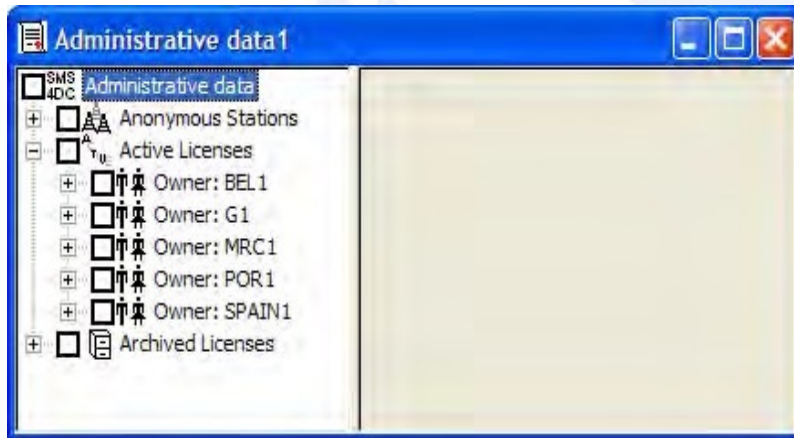 Administrative data1
SMS
4DC Administrative data
Anonymous Stations
A T U Active Licenses
Owner: BEL1
Owner: G1
Owner: MRC1
Owner: POR1
Owner: SPAIN1
Archived Licenses